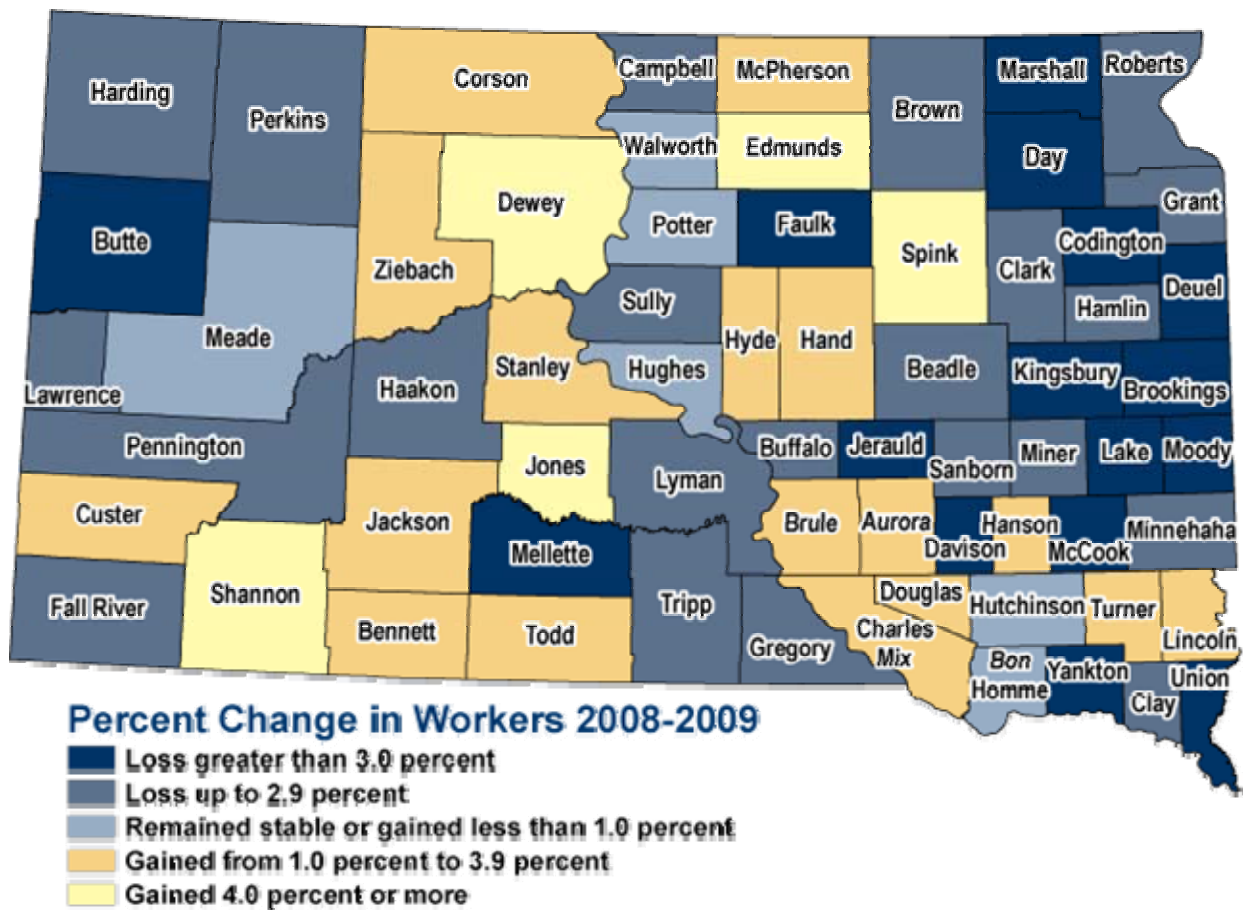 Harding
Perkins
Corson
Campbell
McPherson
Brown
Marshall
Roberts
Walworth
Edmunds
Day
Dewey
Grant
Butte
Ziebach
Potter
Faulk
Spink
Clark
Codington
Deuel
Meade
Sully
Hamlin
Lawrence
Haakon
Stanley
Hughes
Hyde
Hand
Beadle
Kingsbury
Brookings
Pennington
Jones
Lyman
Buffalo
Jerauld
Sanborn
Miner
Lake
Moody
Custer
Jackson
Mellette
Brule
Aurora
Davison
Hanson
McCook
Minnehaha
Fall River
Shannon
Bennett
Todd
Tripp
Gregory
Charles
Mix
Douglas
Hutchinson
Turner
Lincoln
Bon
Homme
Yankton
Clay
Union
Percent Change in Workers 2008-2009
Loss greater than 3.0 percent
Loss up to 2.9 percent
Remained stable or gained less than 1.0 percent
Gained from 1.0 percent to 3.9 percent
Gained 4.0 percent or more